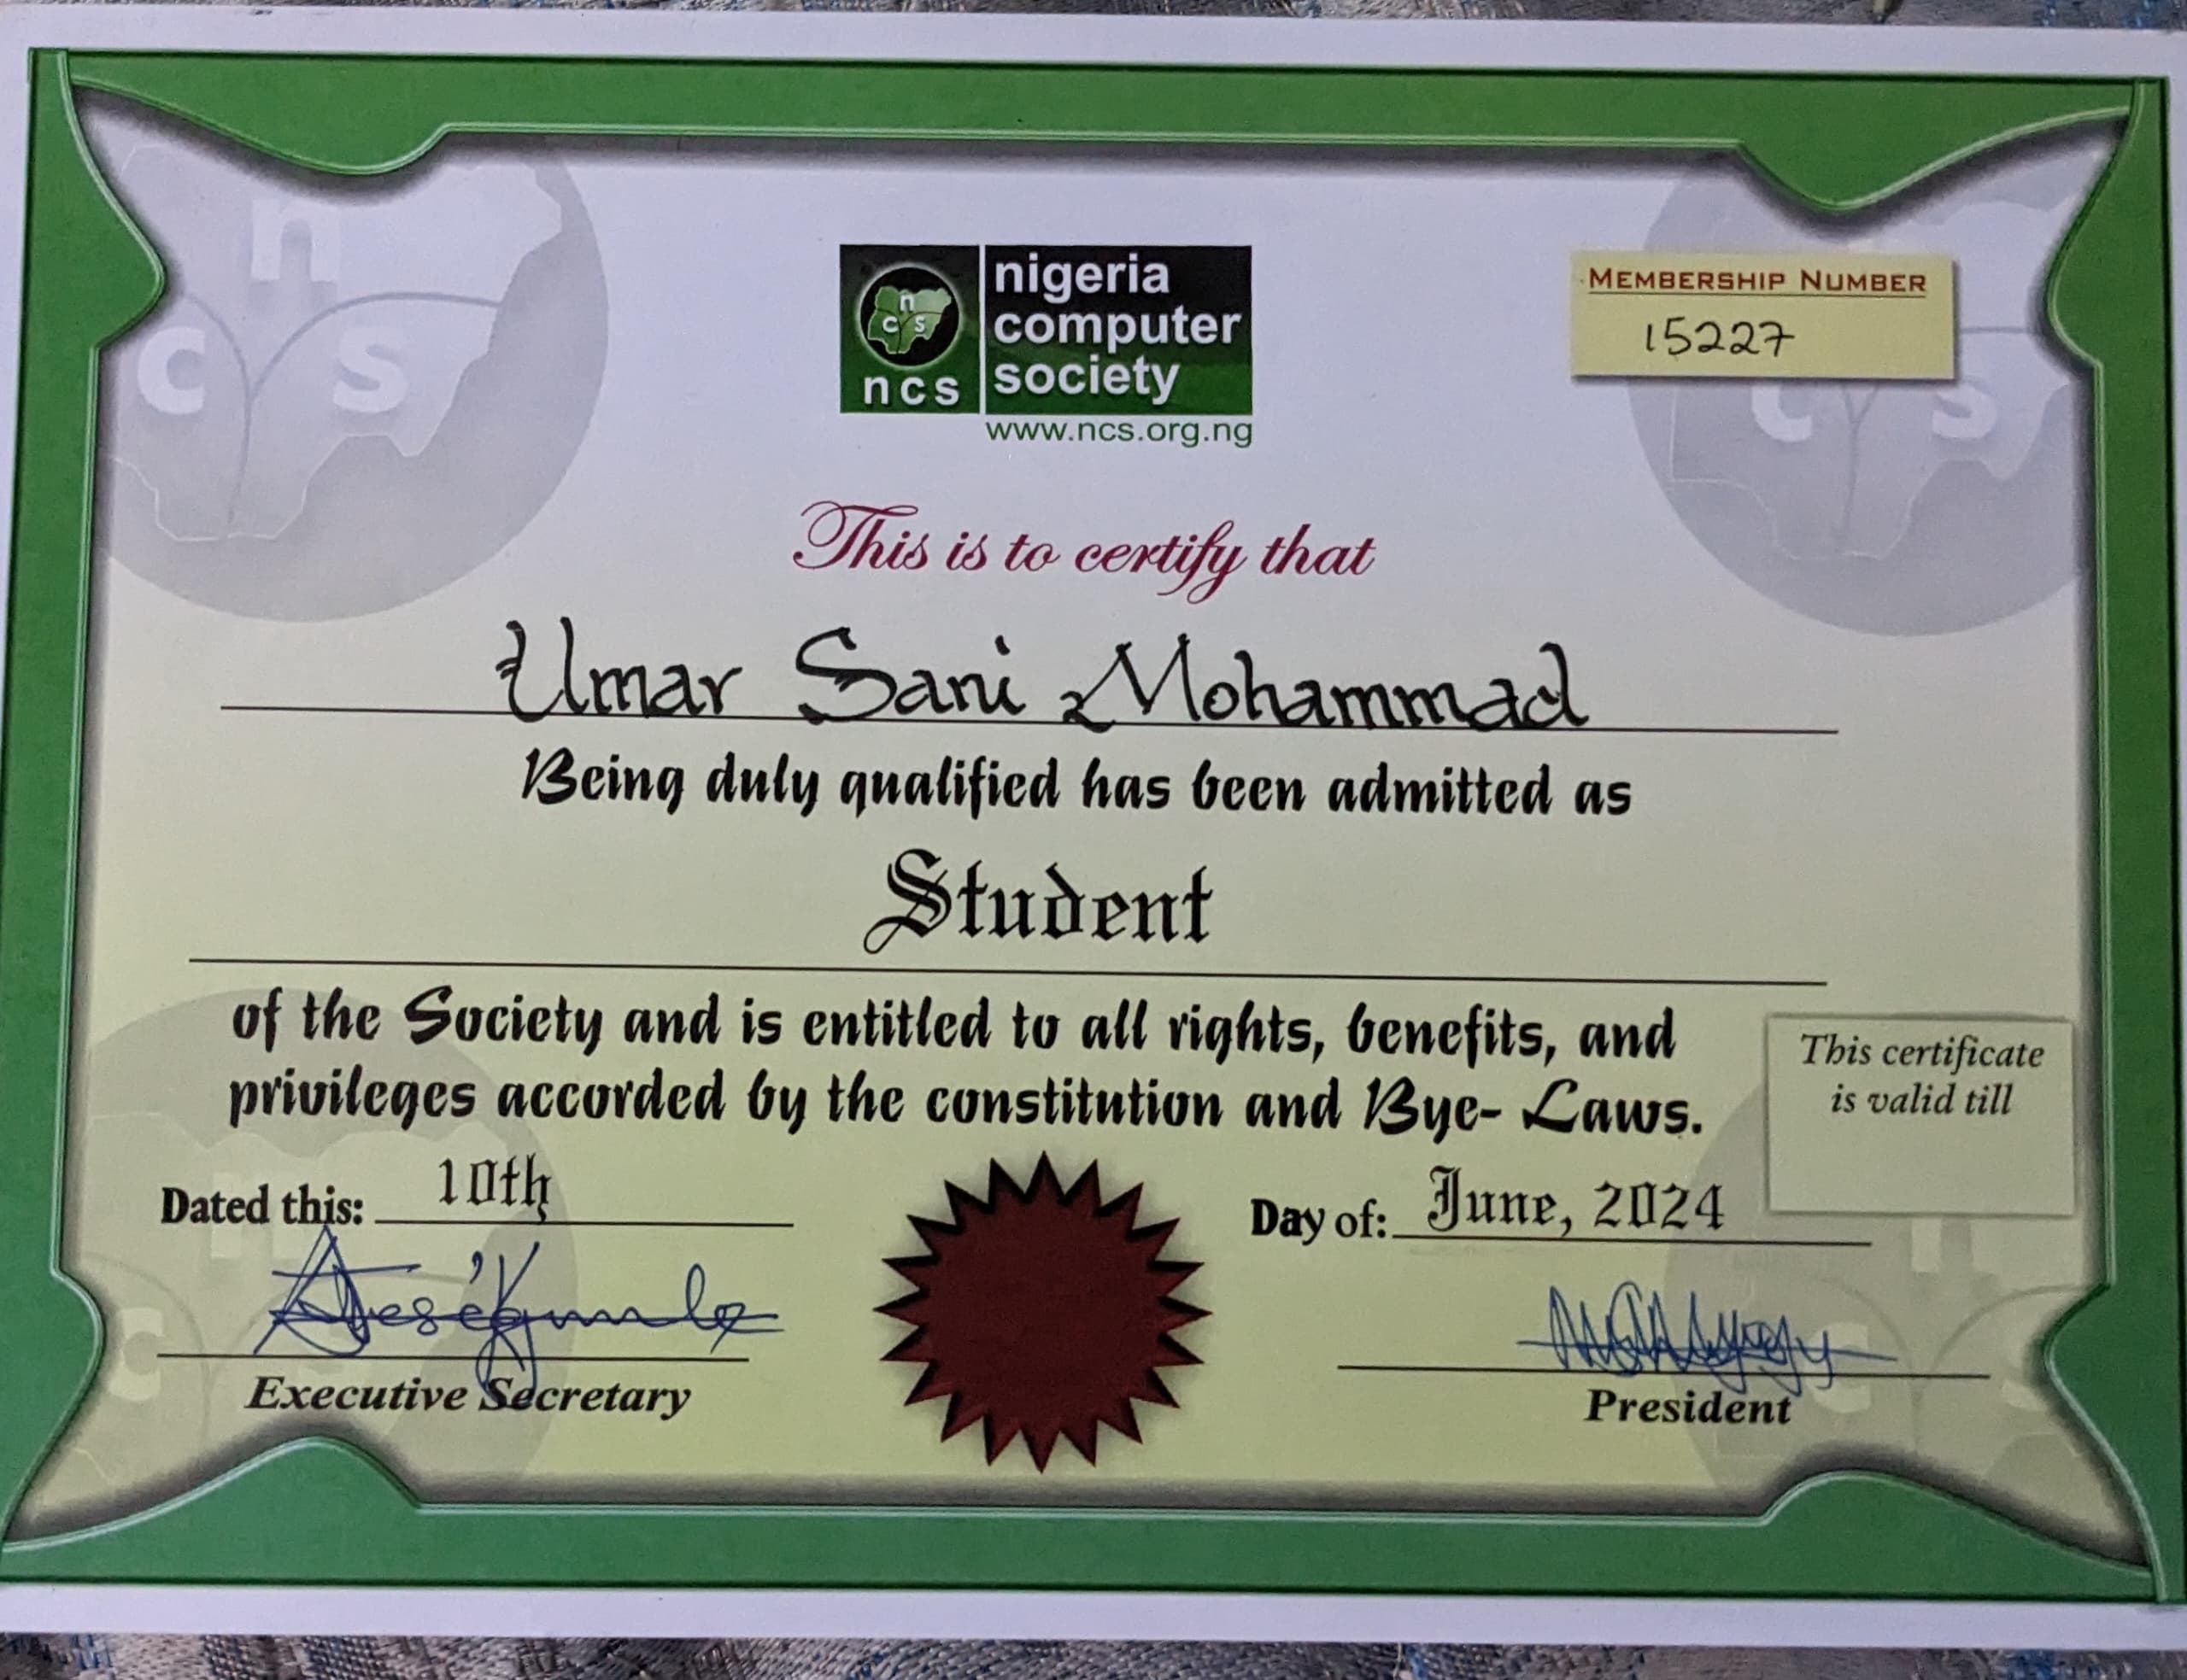 nigeria
computer
society
ncs
n
c s
www.ncs.org.ng
MEMBERSHIP NUMBER
15227
n
c s
c s
This is to certify that
Umar Sani Mohammad
Being duly qualified has been admitted as
Student
of the Society and is entitled to all rights, benefits, and
privileges accorded by the constitution and Bye- Laws.
This certificate
is valid till
Dated this: 10th
Day of: June, 2024
Executive Secretary
President